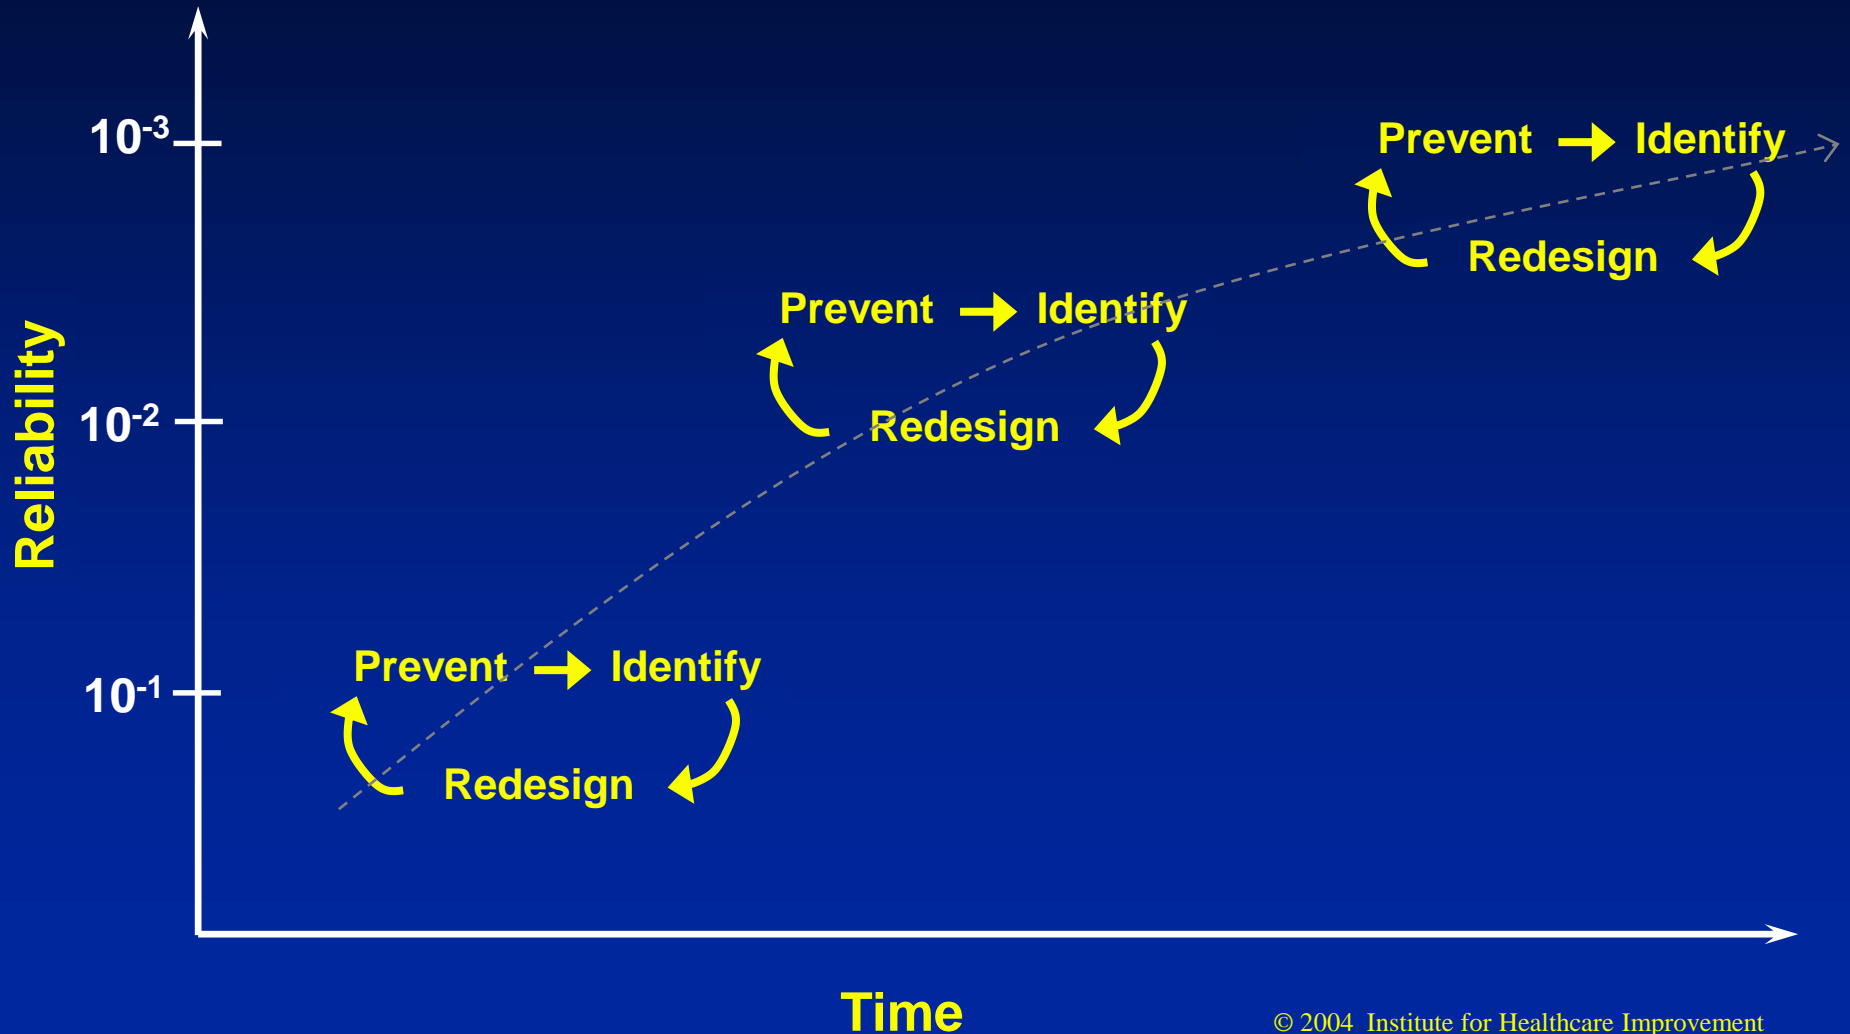 10-3
Prevent Identify
Redesign
Prevent Identify
Redesign
Reliability
10-2
10-1
Prevent Identify
Redesign
Time
© 2004 Institute for Healthcare Improvement